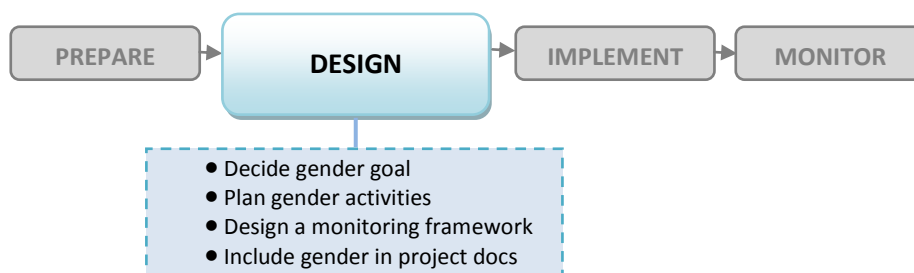 PREPARE
DESIGN
IMPLEMENT
MONITOR
• Decide gender goal
• Plan gender activities
• Design a monitoring framework
• Include gender in project docs